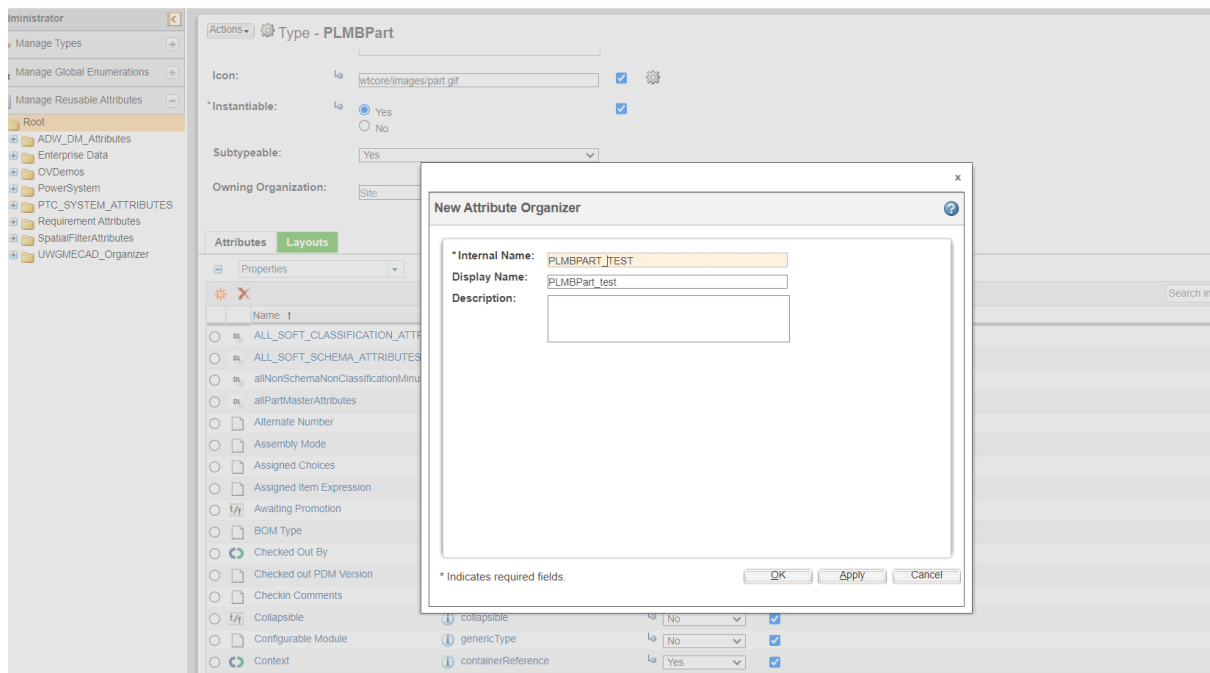 dministrator
Manage Types
Manage Global Enumerations
Manage Reusable Attributes
Root
ADW_DM_Attributes
Enterprise Data
OVDemos
PowerSystem
PTC_SYSTEM_ATTRIBUTES
Requirement Attributes
SpatialFilterAttributes
UWGMECAD_Organizer
Actions Type - PLMBPart
Icon: wtcore/images/part.gif
*Instantiable: Yes
No
Subtypeable: Yes
Owning Organization: Site
Attributes Layouts
Properties
Search in
Name
DL ALL_SOFT_CLASSIFICATION_ATTR
DL ALL_SOFT_SCHEMA_ATTRIBUTES
DL allNonSchemaNonClassificationMinu
DL allPartMasterAttributes
Alternate Number
Assembly Mode
Assigned Choices
Assigned Item Expression
t/f Awaiting Promotion
BOM Type
Checked Out By
Checked out PDM Version
Checkin Comments
t/f Collapsible collapsible No
Configurable Module genericType No
Context containerReference Yes
x
New Attribute Organizer ?
*Internal Name: PLMBPART_TEST
Display Name: PLMBPart_test
Description:
* Indicates required fields. OK Apply Cancel